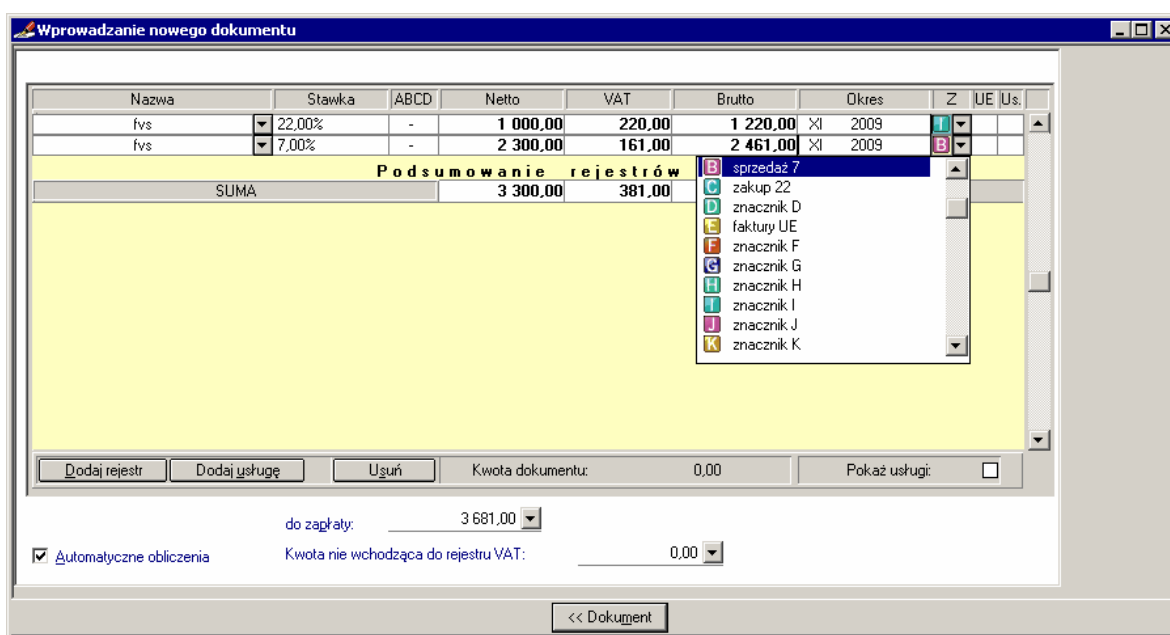 Wprowadzanie nowego dokumentu
Nazwa Stawka ABCD Netto VAT Brutto Okres Z UE Us.
fvs 22,00% - 1 000,00 220,00 1 220,00 XI 2009 I
fvs 7,00% - 2 300,00 161,00 2 461,00 XI 2009 B
Podsumowanie rejestrów
SUMA 3 300,00 381,00
B sprzedaż 7
C zakup 22
D znacznik D
E faktury UE
F znacznik F
G znacznik G
H znacznik H
I znacznik I
J znacznik J
K znacznik K
Dodaj rejestr Dodaj usługę Usuń Kwota dokumentu: 0,00 Pokaż usługi:
do zapłaty: 3 681,00
Automatyczne obliczenia Kwota nie wchodząca do rejestru VAT: 0,00
<< Dokument